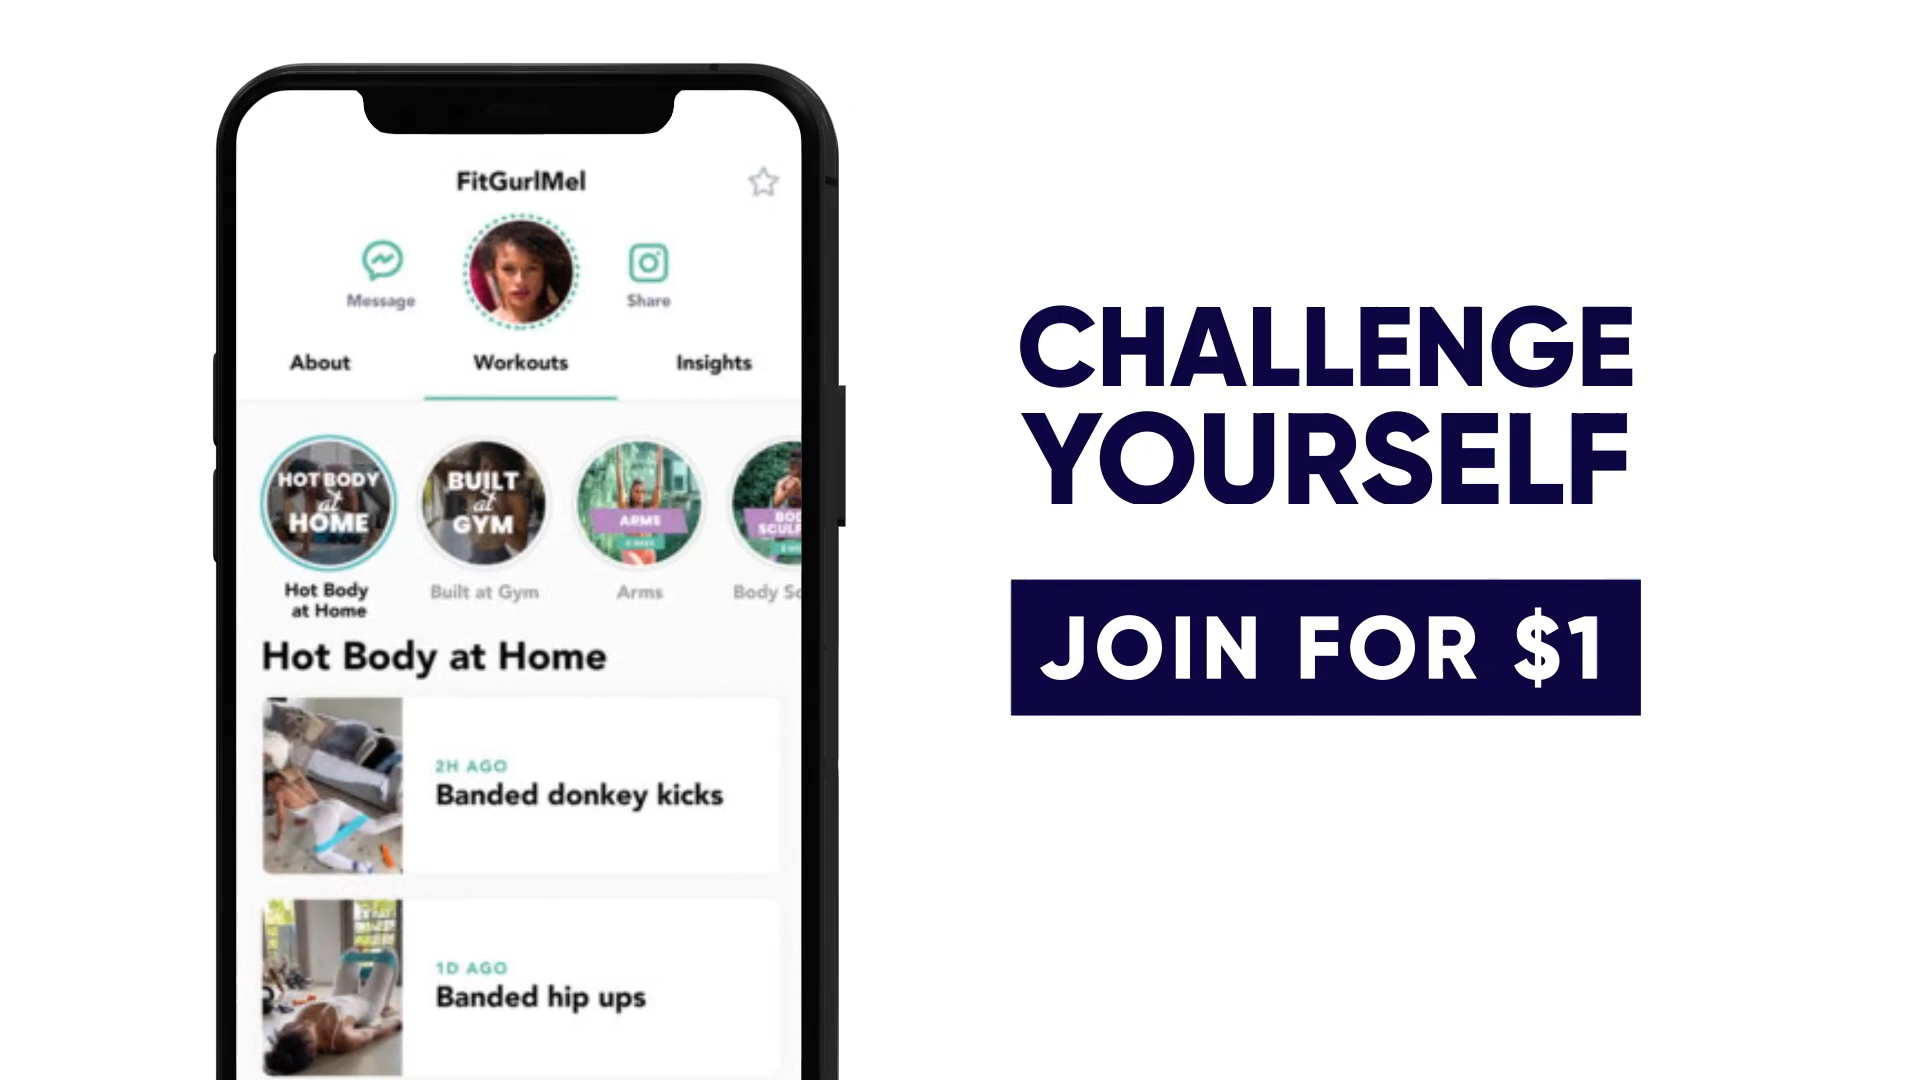 FitGurlMel
Message
Share
About
Workouts
Insights
HOT BODY
at
HOME
BUILT
at
GYM
ARMS
Hot Body
at Home
Built at Gym
Arms
Body
Hot Body at Home
2H AGO
Banded donkey kicks
1D AGO
Banded hip ups
CHALLENGE
YOURSELF
JOIN FOR $1